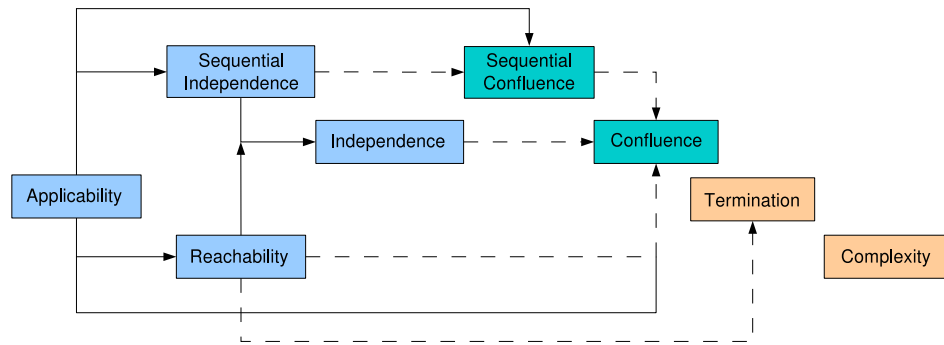 Sequential
Independence
Sequential
Confluence
Independence
Confluence
Applicability
Termination
Reachability
Complexity